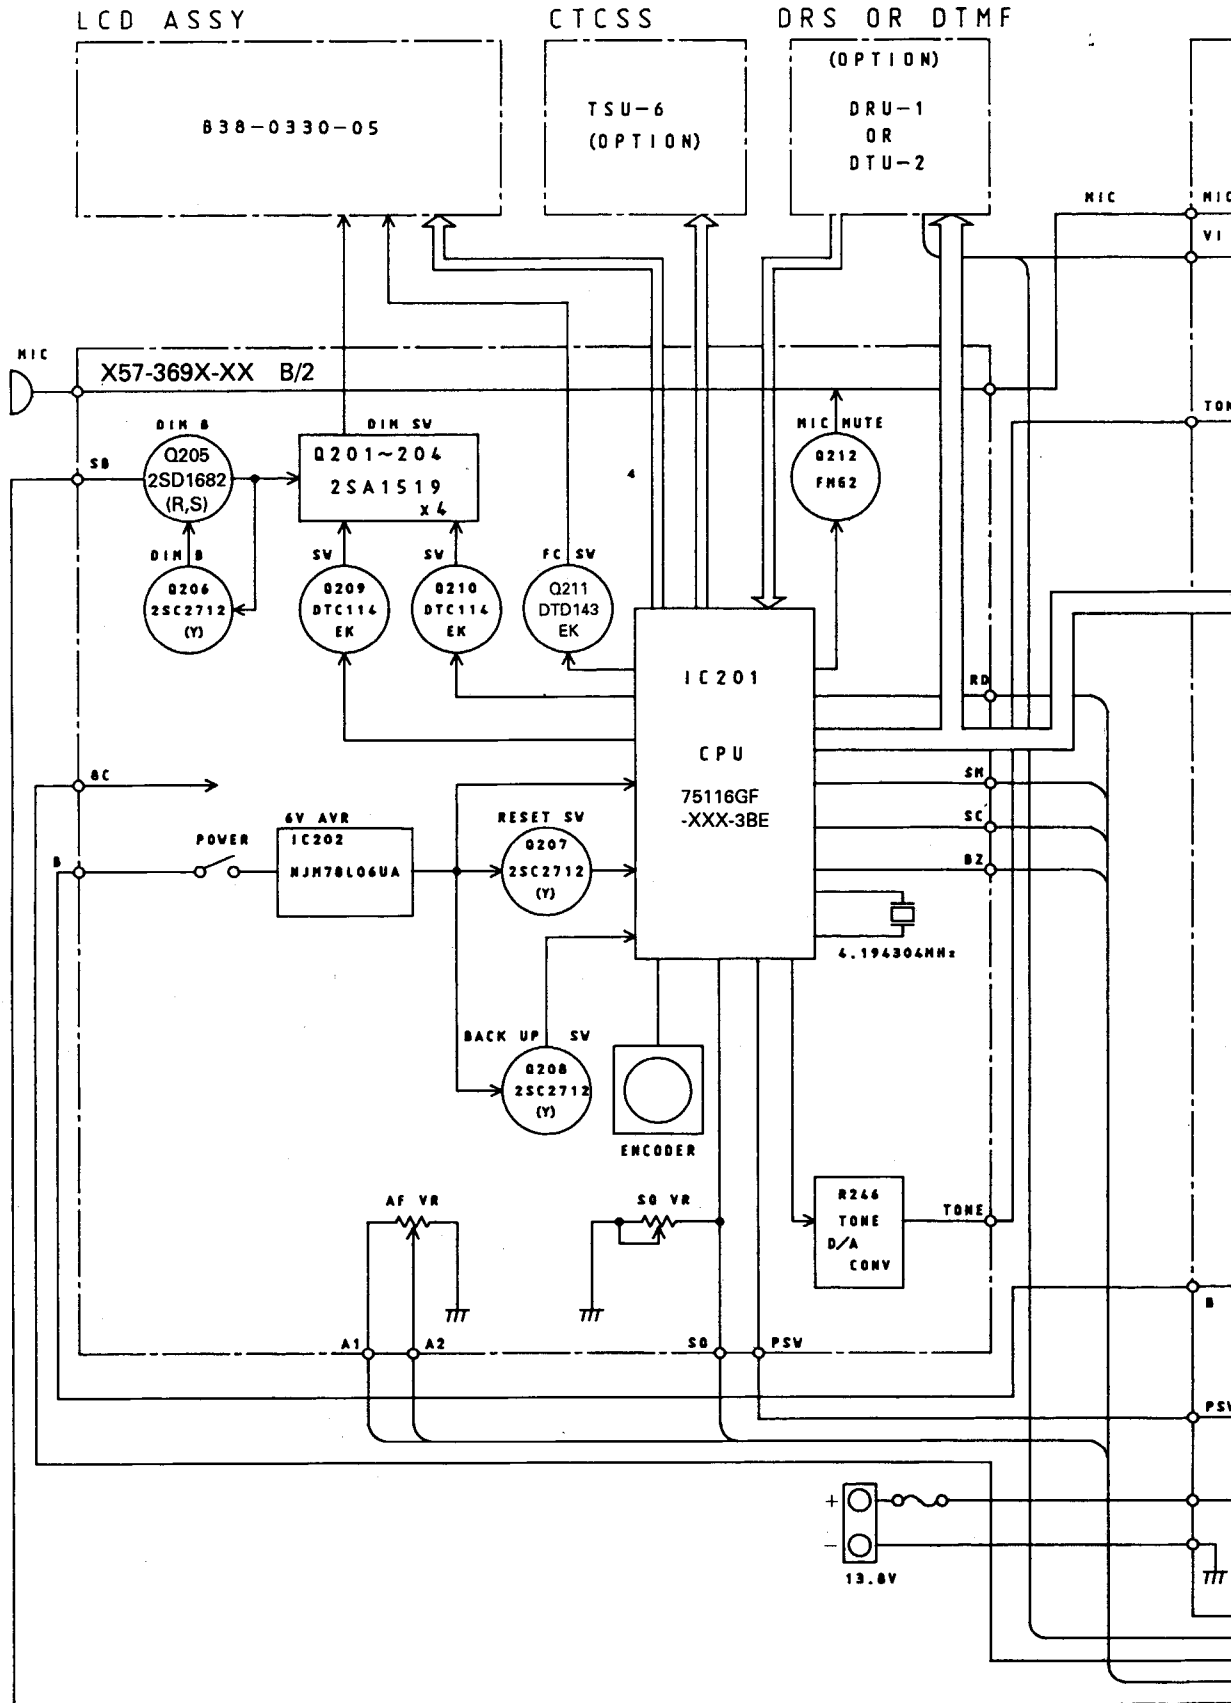 LCD ASSY
CTCSS
DRS OR DTMF
B38-0330-05
TSU-6
(OPTION)
(OPTION)
DRU-1
OR
DTU-2
MIC
MIC
VI
MIC
X57-369X-XX B/2
TON
DIM B
Q205
2SD1682
(R,S)
SB
DIM SW
Q201~204
2SA1519
x4
4
MIC MUTE
Q212
FMG2
DIM B
Q206
2SC2712
(Y)
SW
Q209
DTC114
EK
SW
Q210
DTC114
EK
FC SW
Q211
DTD143
EK
IC201
CPU
75116GF
-XXX-3BE
RD
SM
SC
BZ
8C
B
POWER
6V AVR
IC202
NJM78L06UA
RESET SW
Q207
2SC2712
(Y)
4.194304MHz
BACK UP SW
Q208
2SC2712
(Y)
ENCODER
AF VR
SQ VR
R246
TONE
D/A
CONV
TONE
B
A1
A2
SQ
PSW
PSW
+
−
13.8V